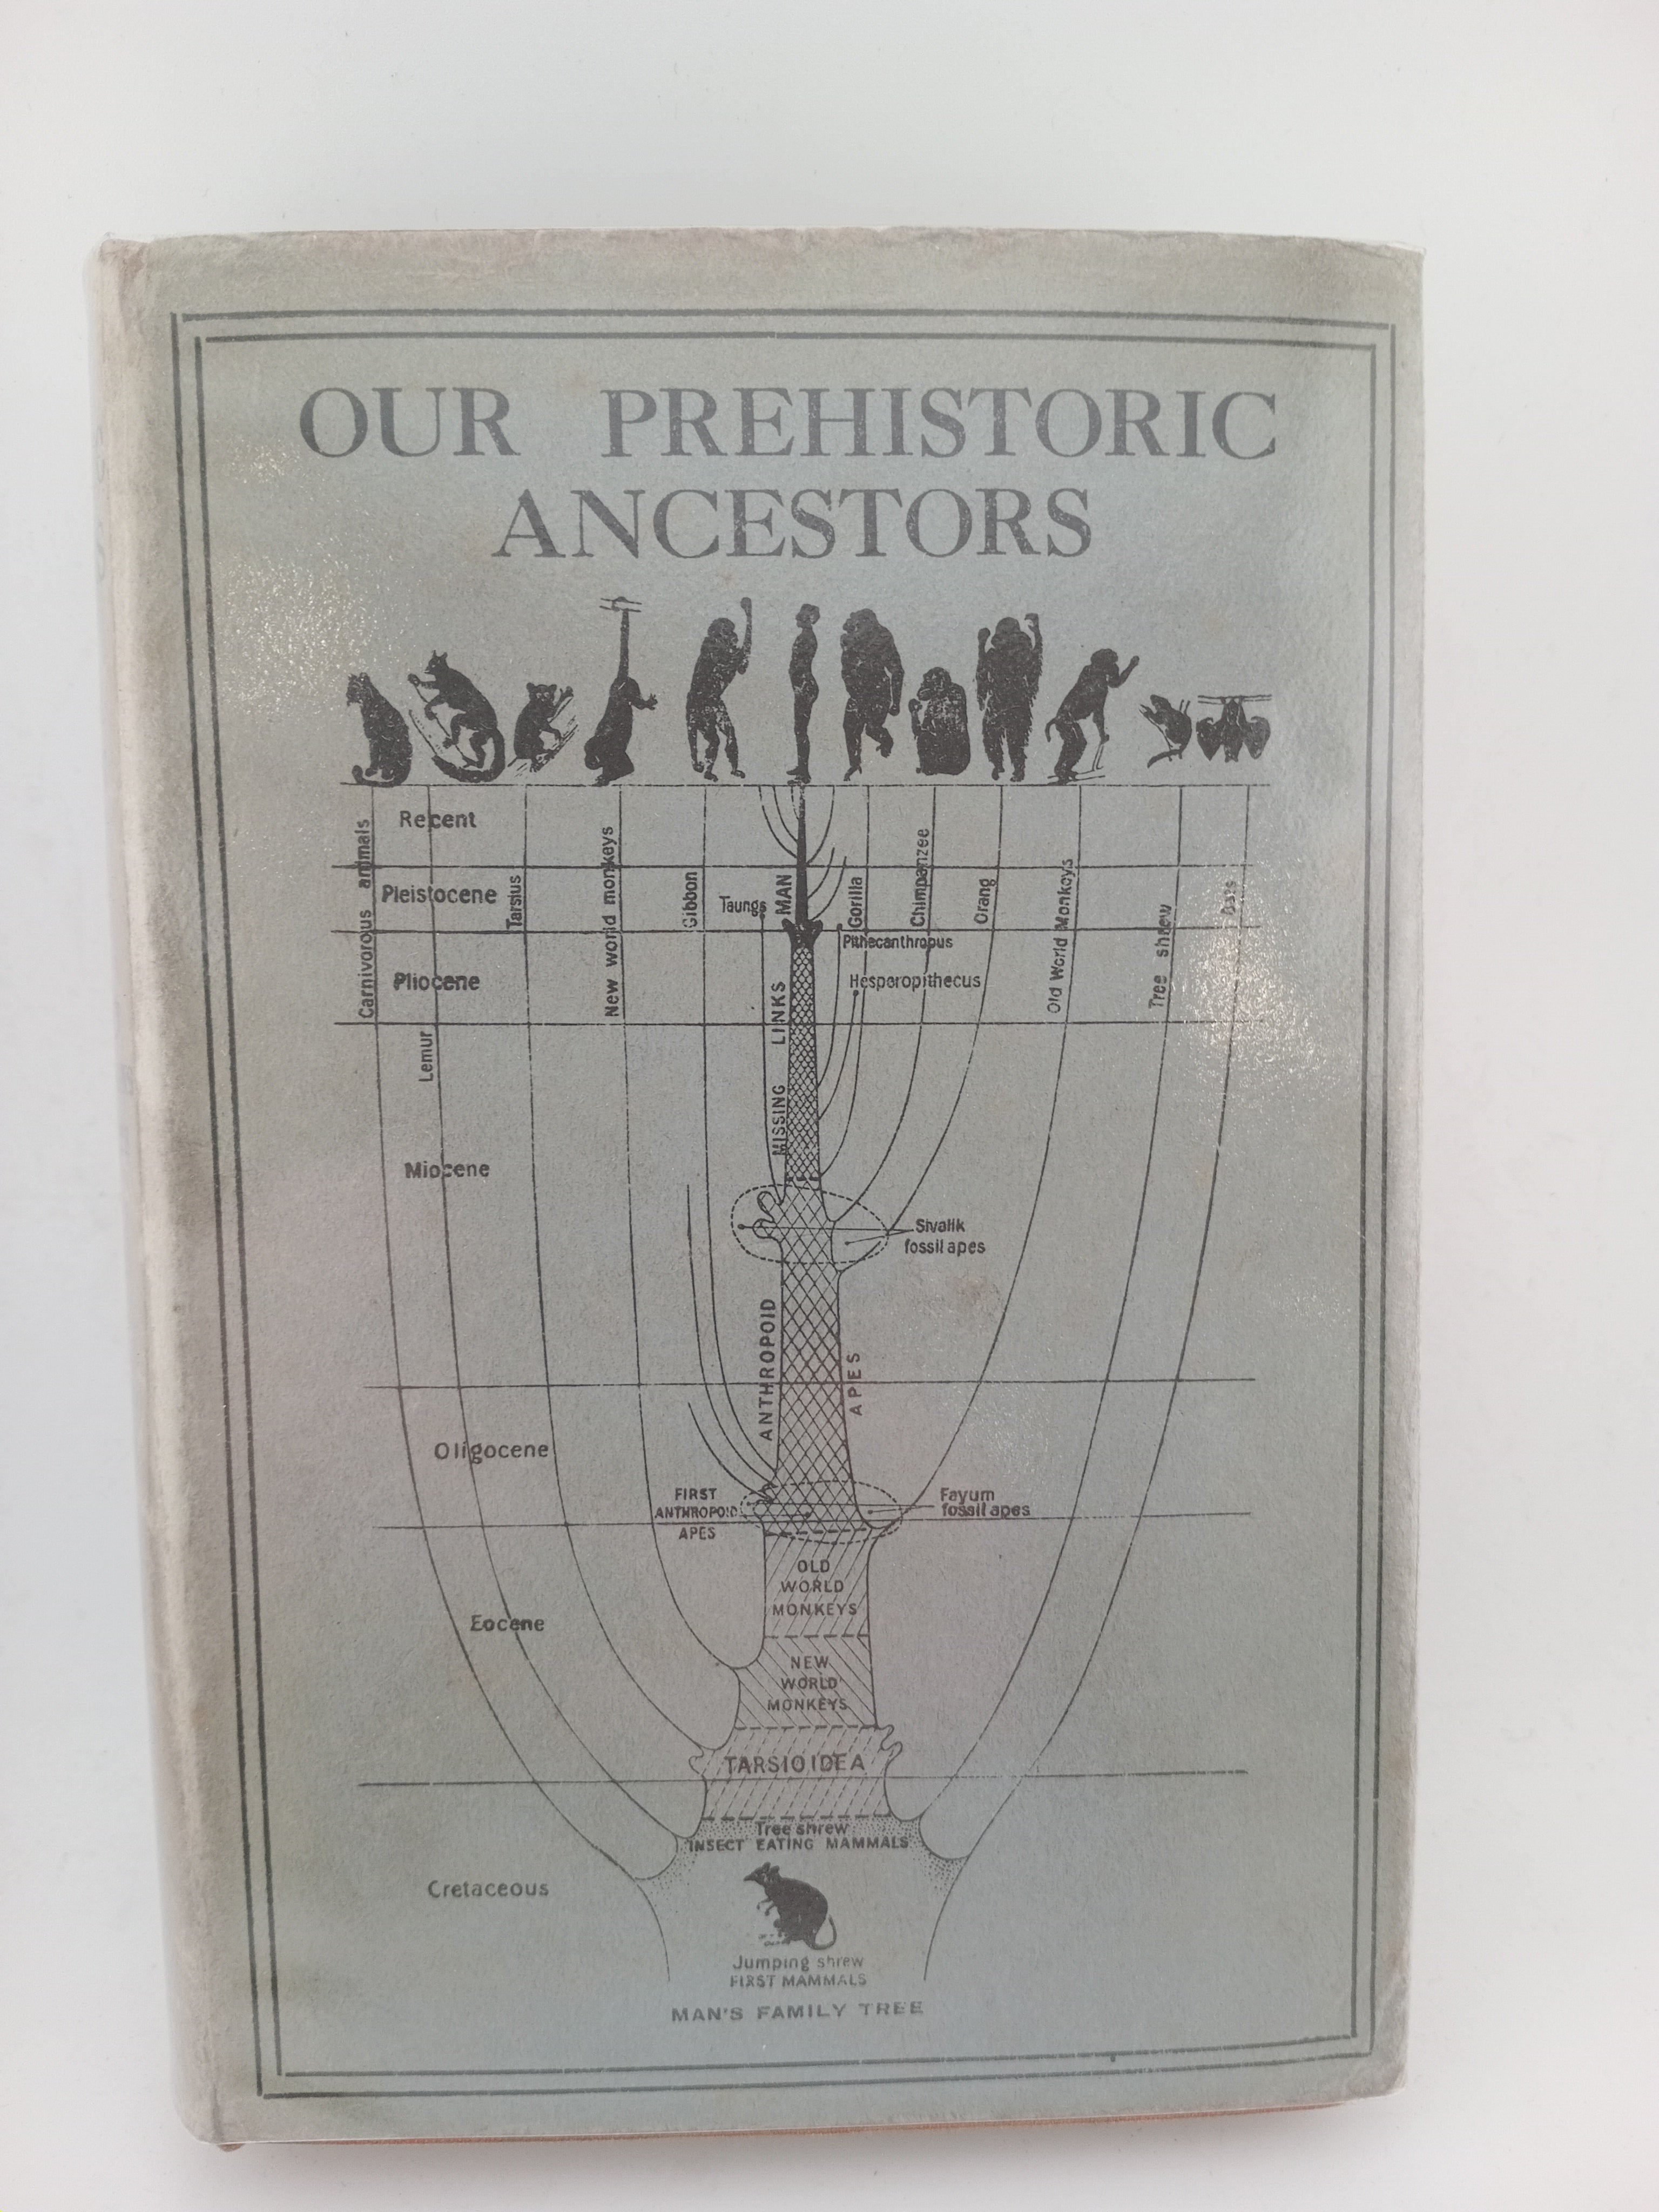 OUR PREHISTORIC
ANCESTORS
Recent
Carnivorous animals
Pleistocene
Tarsius
New world monkeys
Gibbon
Taungs
MAN
Gorilla
Chimpanzee
Orang
Old World Monkeys
Tree shrew
Bats
Pithecanthropus
Pliocene
Hesperopithecus
Lemur
MISSING LINKS
Miocene
Sivalik
fossil apes
ANTHROPOID
APES
Oligocene
FIRST
ANTHROPOID
APES
Fayum
fossil apes
OLD
WORLD
MONKEYS
Eocene
NEW
WORLD
MONKEYS
TARSIOIDEA
Tree shrew
INSECT EATING MAMMALS
Cretaceous
Jumping shrew
FIRST MAMMALS
MAN'S FAMILY TREE